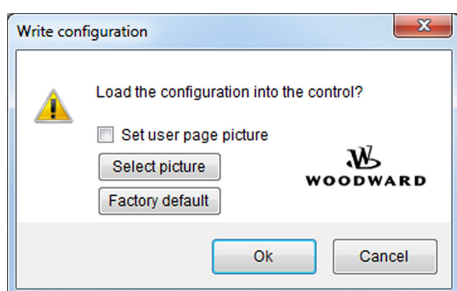 Write configuration
Load the configuration into the control?
Set user page picture
Select picture
WOODWARD
Factory default
Ok Cancel